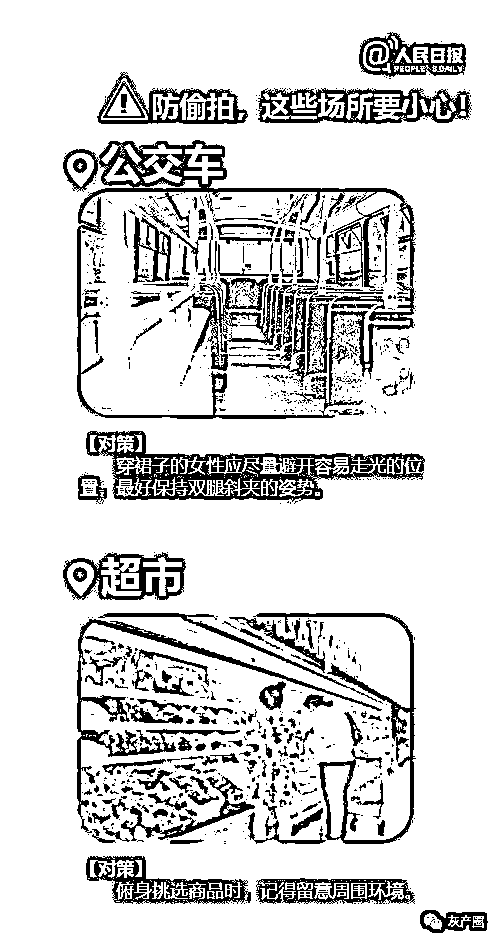 @人民日报
PEOPLE'S DAILY
防偷拍,这些场所要小心!
公交车
【对策】
穿裙子的女性应尽量避开容易走光的位
置;最好保持双腿斜夹的姿势。
超市
【对策】
俯身挑选商品时,记得留意周围环境。
灰产圈